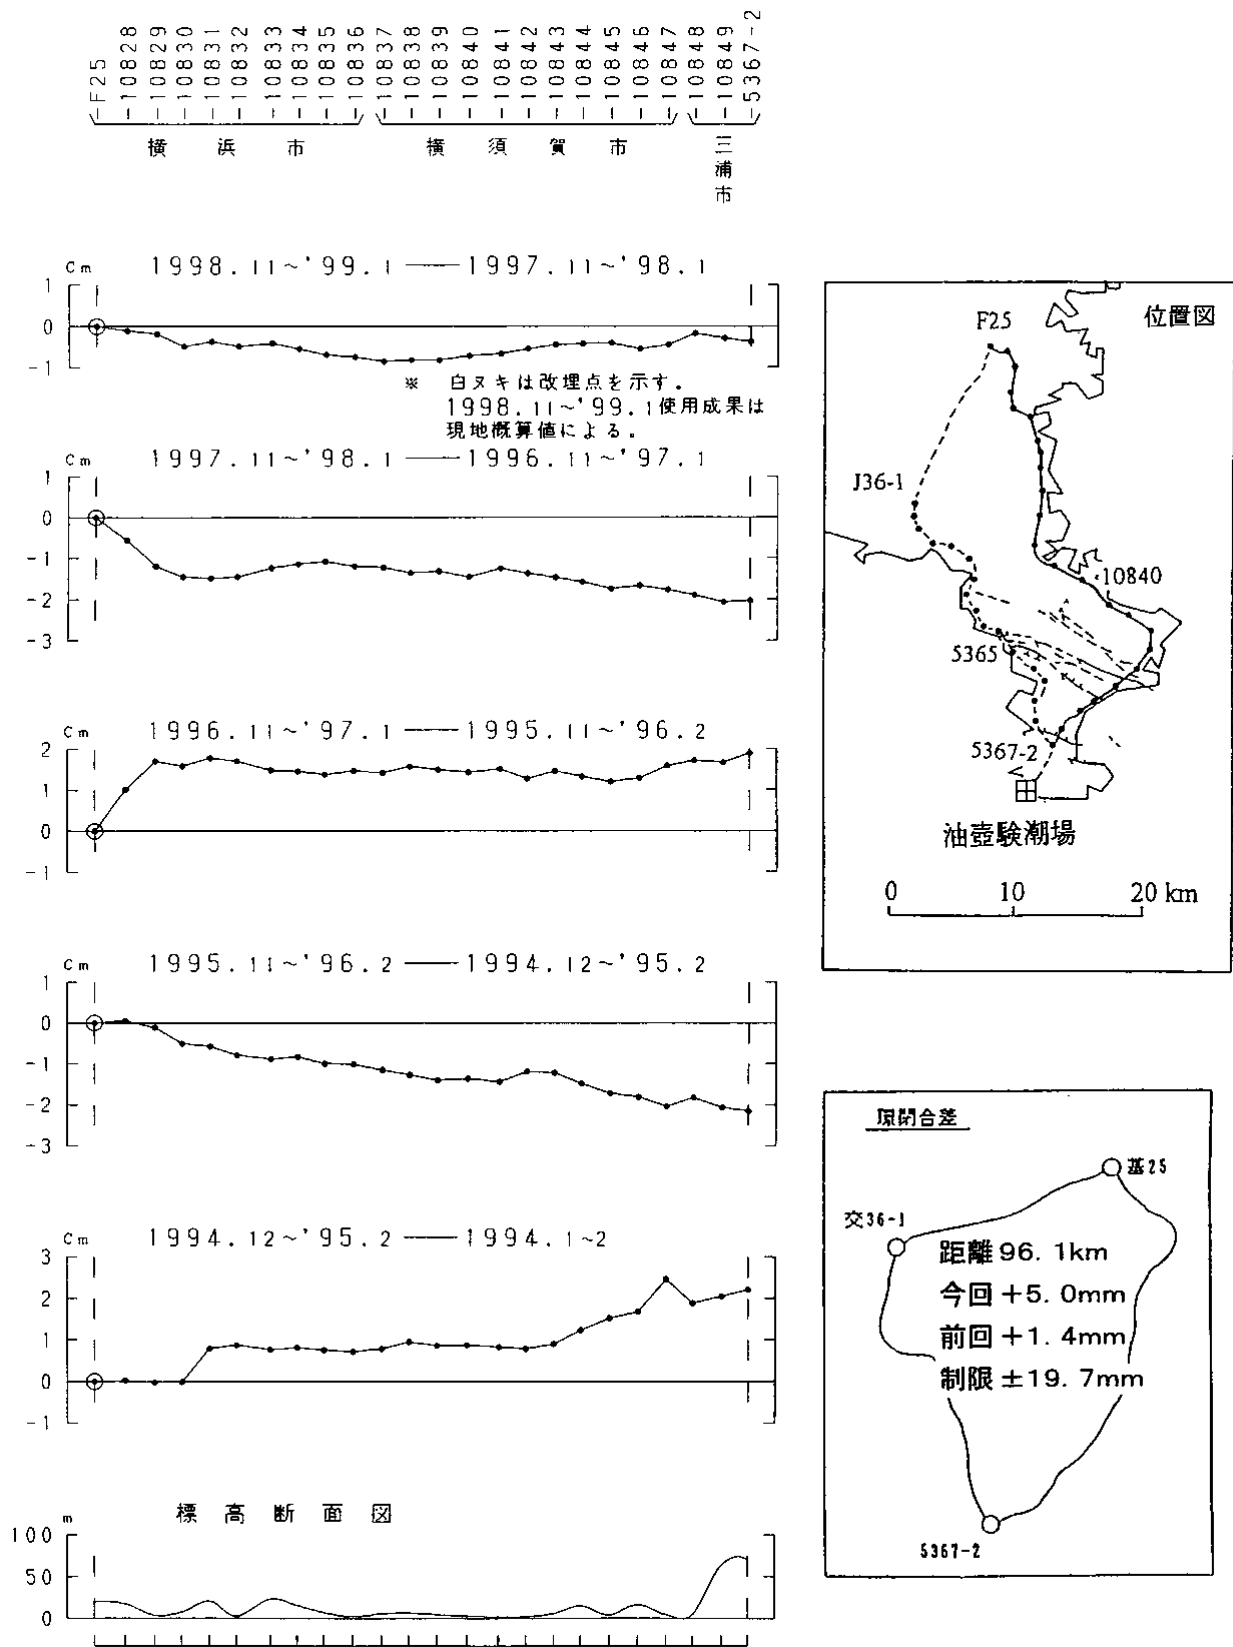 F25
10828
10829
10830
10831
10832
10833
10834
10835
10836
10837
10838
10839
10840
10841
10842
10843
10844
10845
10846
10847
10848
10849
5367-2
横浜市
横須賀市
三浦市
Cm 1998.11~'99.1 ―― 1997.11~'98.1
1
0
-1
※ 白ヌキは改埋点を示す.
1998.11~'99.1使用成果は
現地概算値による。
Cm 1997.11~'98.1 ―― 1996.11~'97.1
1
0
-1
-2
-3
Cm 1996.11~'97.1 ―― 1995.11~'96.2
2
1
0
-1
Cm 1995.11~'96.2 ―― 1994.12~'95.2
1
0
-1
-2
-3
Cm 1994.12~'95.2 ―― 1994.1~2
3
2
1
0
-1
m 標高断面図
100
50
0
位置図
F25
J36-1
10840
5365
5367-2
油壺験潮場
0 10 20 km
環閉合差
基25
交36-1
距離 96.1km
今回 +5.0mm
前回 +1.4mm
制限 ±19.7mm
5367-2